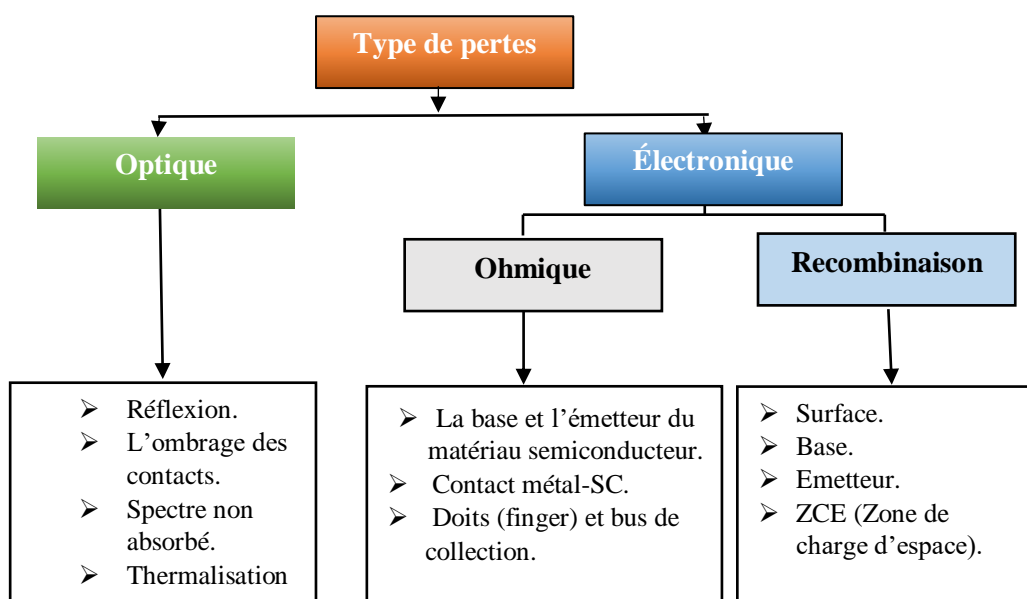 Type de pertes
Optique
Électronique
Ohmique
Recombinaison
➢ Réflexion.
➢ L’ombrage des
contacts.
➢ Spectre non
absorbé.
➢ Thermalisation
➢ La base et l’émetteur du
matériau semiconducteur.
➢ Contact métal-SC.
➢ Doits (finger) et bus de
collection.
➢ Surface.
➢ Base.
➢ Emetteur.
➢ ZCE (Zone de
charge d’espace).